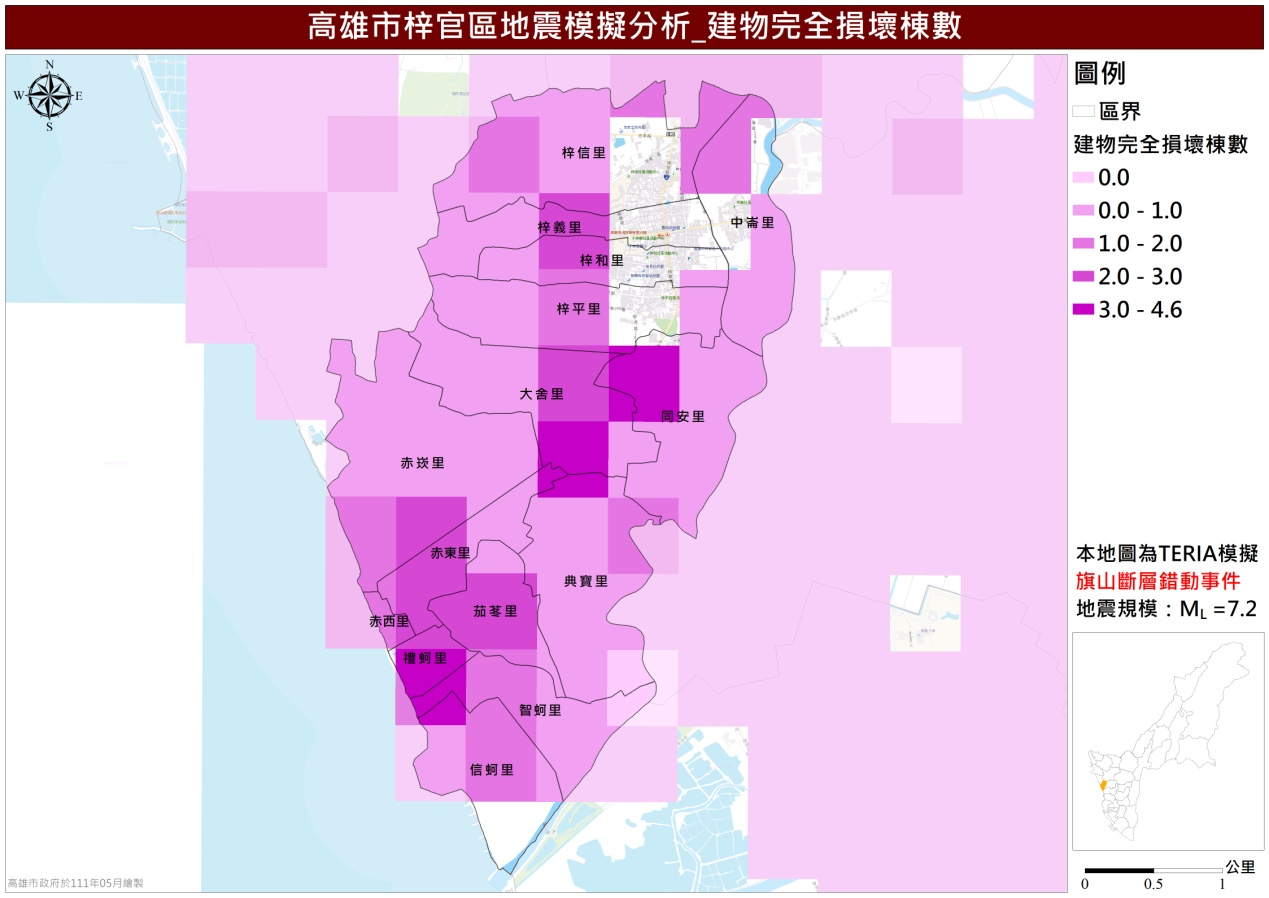 高雄市梓官區地震模擬分析_建物完全損壞棟數
N
W
E
S
圖例
區界
建物完全損壞棟數
0.0
0.0 - 1.0
1.0 - 2.0
2.0 - 3.0
3.0 - 4.6
梓信里
中崙里
梓義里
梓和里
梓平里
大舍里
同安里
赤崁里
赤東里
典寶里
茄苳里
赤西里
禮蚵里
智蚵里
信蚵里
本地圖為TERIA模擬
旗山斷層錯動事件
地震規模：ML =7.2
公里
0 0.5 1
高雄市政府於111年05月繪製